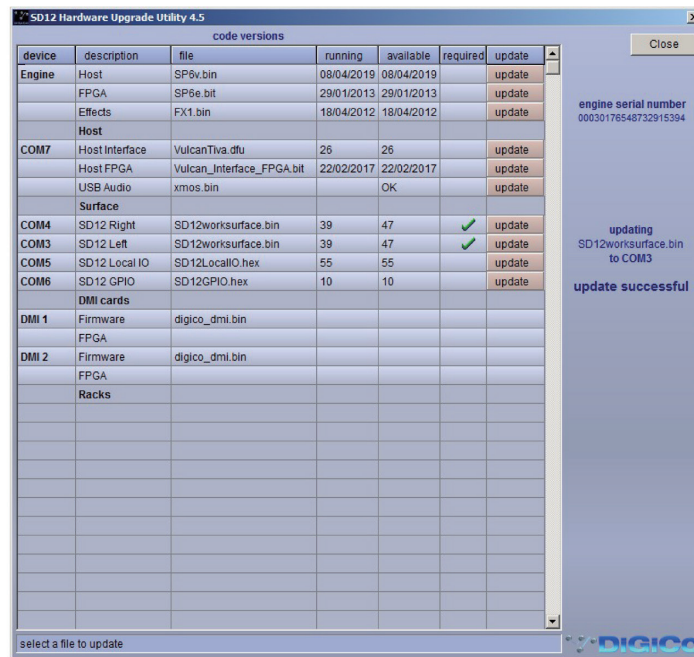 SD12 Hardware Upgrade Utility 4.5
code versions
Close
device description file running available required update
Engine Host SP6v.bin 08/04/2019 08/04/2019 update
FPGA SP6e.bit 29/01/2013 29/01/2013 update
Effects FX1.bin 18/04/2012 18/04/2012 update
Host
COM7 Host Interface VulcanTiva.dfu 26 26 update
Host FPGA Vulcan_Interface_FPGA.bit 22/02/2017 22/02/2017 update
USB Audio xmos.bin OK update
Surface
COM4 SD12 Right SD12worksurface.bin 39 47 update
COM3 SD12 Left SD12worksurface.bin 39 47 update
COM5 SD12 Local IO SD12LocalIO.hex 55 55 update
COM6 SD12 GPIO SD12GPIO.hex 10 10 update
DMI cards
DMI 1 Firmware digico_dmi.bin
FPGA
DMI 2 Firmware digico_dmi.bin
FPGA
Racks
engine serial number
00030176548732915394
updating
SD12worksurface.bin
to COM3
update successful
select a file to update
DiGiCo